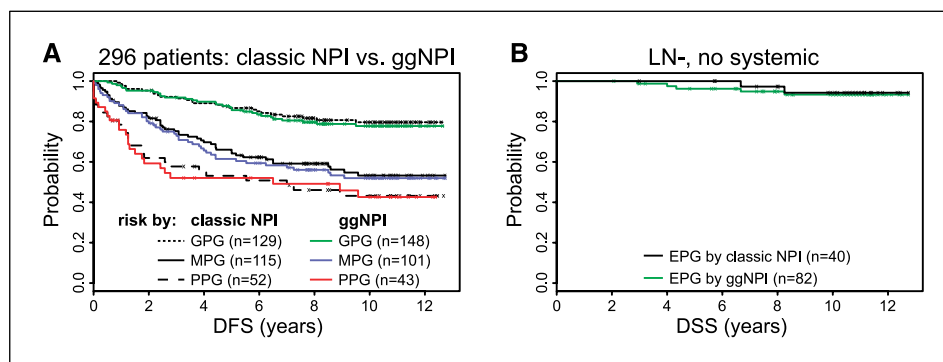 A 296 patients: classic NPI vs. ggNPI
Probability
0.0 0.2 0.4 0.6 0.8 1.0
risk by: classic NPI ggNPI
GPG (n=129) GPG (n=148)
MPG (n=115) MPG (n=101)
PPG (n=52) PPG (n=43)
0 2 4 6 8 10 12
DFS (years)
B LN-, no systemic
Probability
0.0 0.2 0.4 0.6 0.8 1.0
EPG by classic NPI (n=40)
EPG by ggNPI (n=82)
0 2 4 6 8 10 12
DSS (years)